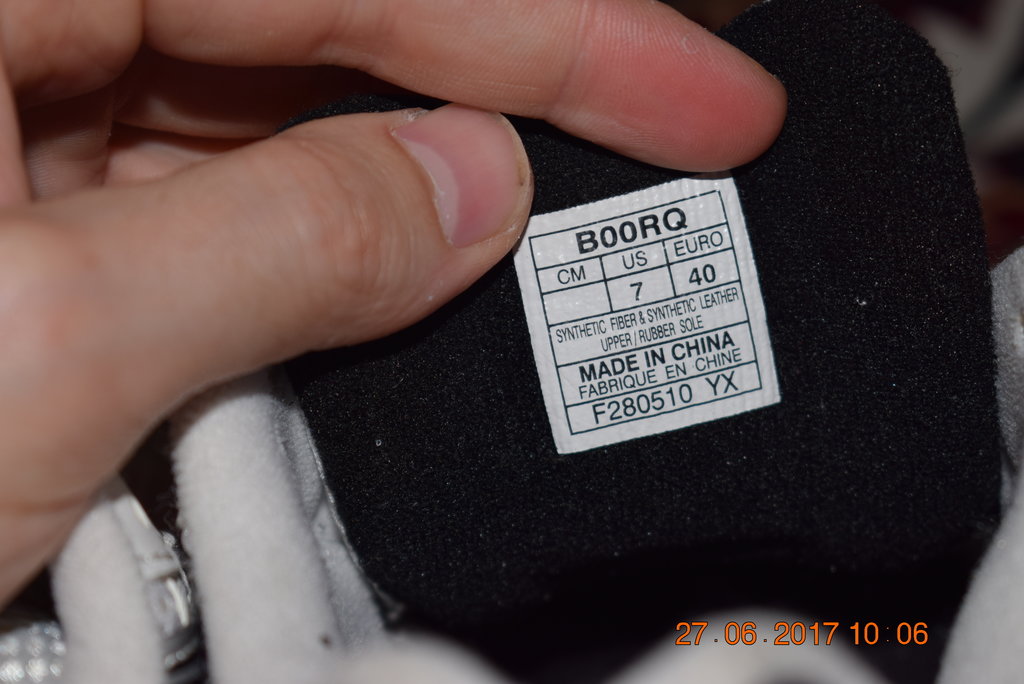 B00RQ
CM US EURO
7 40
SYNTHETIC FIBER & SYNTHETIC LEATHER
UPPER / RUBBER SOLE
MADE IN CHINA
FABRIQUE EN CHINE
F280510 YX
27.06.2017 10:06